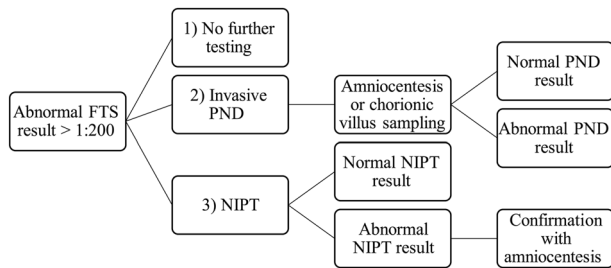 Abnormal FTS
result > 1:200
1) No further
testing
2) Invasive
PND
Amniocentesis
or chorionic
villus sampling
Normal PND
result
Abnormal PND
result
3) NIPT
Normal NIPT
result
Abnormal
NIPT result
Confirmation
with
amniocentesis